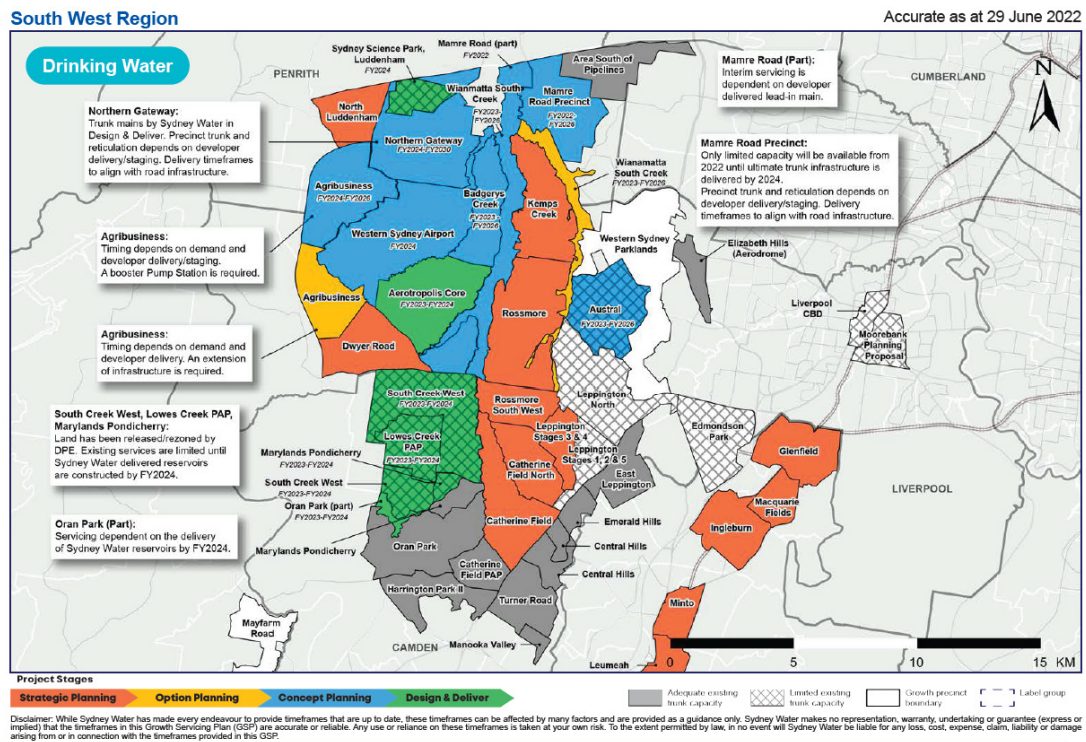 South West Region
Accurate as at 29 June 2022
Drinking Water
Sydney Science Park,
Luddenham
FY2024
Mamre Road (part)
FY2022
PENRITH
Area South of
Pipelines
CUMBERLAND
N
Mamre Road (Part):
Interim servicing is
dependent on developer
delivered lead-in main.
Northern Gateway:
Trunk mains by Sydney Water in
Design & Deliver. Precinct trunk and
reticulation depends on developer
delivery/staging. Delivery timeframes
to align with road infrastructure.
North
Luddenham
Wianamatta South
Creek
FY2023-
FY2026
Mamre
Road Precinct
FY2022-
FY2026
Northern Gateway
FY2024-FY2030
Mamre Road Precinct:
Only limited capacity will be available from
2022 until ultimate trunk infrastructure is
delivered by 2024.
Precinct trunk and reticulation depends on
developer delivery/staging. Delivery
timeframes to align with road infrastructure.
Wianamatta
South Creek
FY2023-FY2026
Agribusiness
FY2024-FY2026
Badgerys
Creek
FY2023-
FY2026
Kemps
Creek
Agribusiness:
Timing depends on demand and
developer delivery/staging.
A booster Pump Station is required.
Western Sydney Airport
FY2024
Western Sydney
Parklands
Elizabeth Hills
(Aerodrome)
Agribusiness
Aerotropolis Core
FY2023-FY2024
Rossmore
Austral
FY2023-FY2026
Liverpool
CBD
Moorebank
Planning
Proposal
Agribusiness:
Timing depends on demand and
developer delivery. An extension
of infrastructure is required.
Dwyer Road
South Creek West
FY2023-FY2024
Rossmore
South West
Leppington
North
South Creek West, Lowes Creek PAP,
Marylands Pondicherry:
Land has been released/rezoned by
DPE. Existing services are limited until
Sydney Water delivered reservoirs
are constructed by FY2024.
Lowes Creek
PAP
FY2023-FY2024
Leppington
Stages 3 & 4
Leppington
Stages 1, 2 & 5
Edmondson
Park
Glenfield
Marylands Pondicherry
FY2023-FY2024
Catherine
Field North
East
Leppington
South Creek West
FY2023-FY2024
LIVERPOOL
Oran Park (part)
FY2023-FY2024
Macquarie
Fields
Oran Park (Part):
Servicing dependent on the delivery
of Sydney Water reservoirs by FY2024.
Catherine Field
Emerald Hills
Ingleburn
Marylands Pondicherry
Oran Park
Central Hills
Catherine
Field PAP
Central Hills
Harrington Park II
Turner Road
Minto
Mayfarm
Road
CAMDEN
Manooka Valley
Leumeah
0 5 10 15 KM
Project Stages
Strategic Planning
Option Planning
Concept Planning
Design & Deliver
Adequate existing
trunk capacity
Limited existing
trunk capacity
Growth precinct
boundary
Label group
Disclaimer: While Sydney Water has made every endeavour to provide timeframes that are up to date, these timeframes can be affected by many factors and are provided as a guidance only. Sydney Water makes no representation, warranty, undertaking or guarantee (express or
implied) that the timeframes in this Growth Servicing Plan (GSP) are accurate or reliable. Any use or reliance on these timeframes is taken at your own risk. To the extent permitted by law, in no event will Sydney Water be liable for any loss, cost, expense, claim, liability or damage
arising from or in connection with the timeframes provided in this GSP.